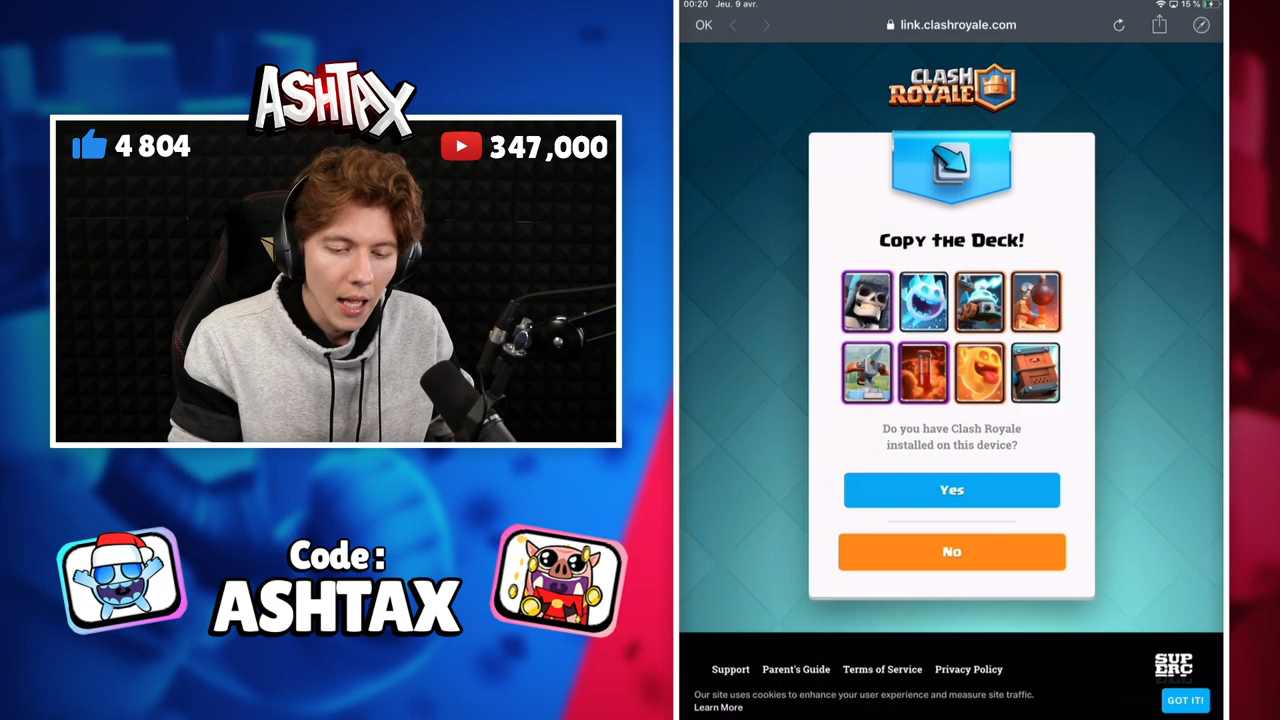 ASHTAX
4 804
347,000
Code :
ASHTAX
00:20 Jeu. 9 avr.
15 %
OK
link.clashroyale.com
CLASH
ROYALE
Copy the Deck!
Do you have Clash Royale
installed on this device?
Yes
No
Support Parent's Guide Terms of Service Privacy Policy
SUP
ERC
Our site uses cookies to enhance your user experience and measure site traffic.
Learn More
GOT IT!